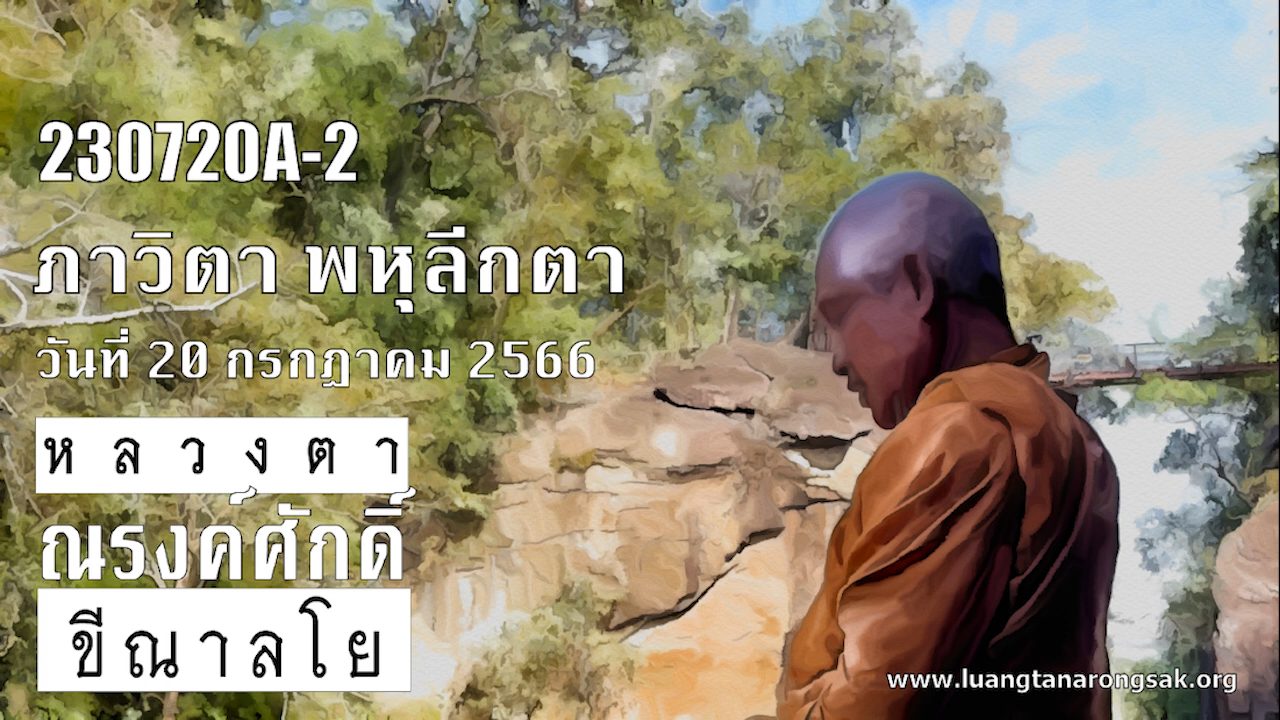 230720A-2
ภาวิตา พหุลีกตา
วันที่ 20 กรกฎาคม 2566
หลวงตา
ณรงค์ศักดิ์
ขีณาลโย
www.luangtanarongsak.org